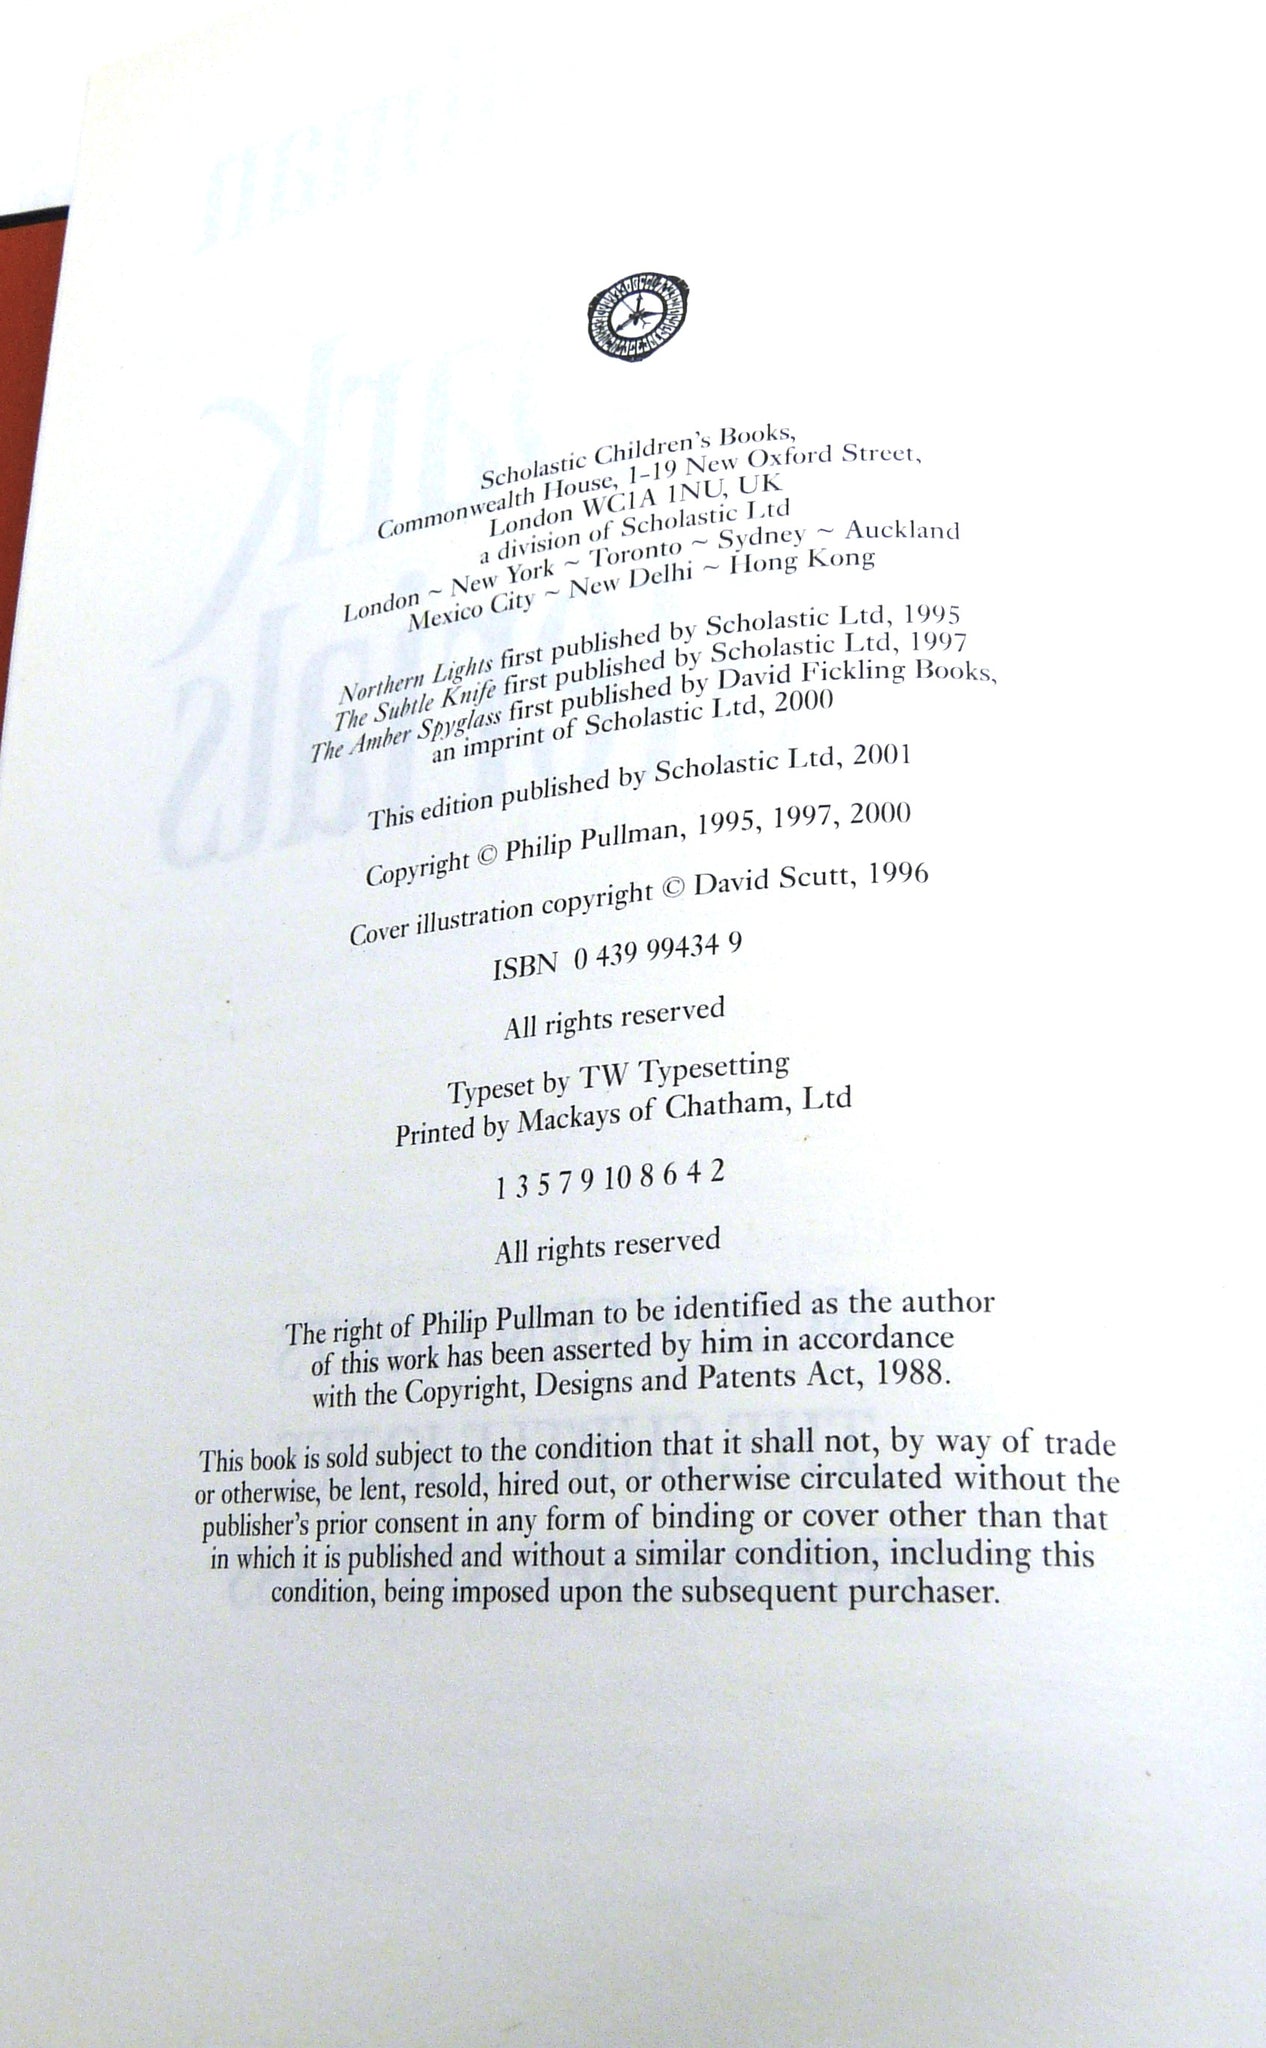 Scholastic Children's Books,
Commonwealth House, 1–19 New Oxford Street,
London WC1A 1NU, UK
a division of Scholastic Ltd
London ~ New York ~ Toronto ~ Sydney ~ Auckland
Mexico City ~ New Delhi ~ Hong Kong
Northern Lights first published by Scholastic Ltd, 1995
The Subtle Knife first published by Scholastic Ltd, 1997
The Amber Spyglass first published by David Fickling Books,
an imprint of Scholastic Ltd, 2000
This edition published by Scholastic Ltd, 2001
Copyright © Philip Pullman, 1995, 1997, 2000
Cover illustration copyright © David Scutt, 1996
ISBN 0 439 99434 9
All rights reserved
Typeset by TW Typesetting
Printed by Mackays of Chatham, Ltd
1 3 5 7 9 10 8 6 4 2
All rights reserved
The right of Philip Pullman to be identified as the author
of this work has been asserted by him in accordance
with the Copyright, Designs and Patents Act, 1988.
This book is sold subject to the condition that it shall not, by way of trade
or otherwise, be lent, resold, hired out, or otherwise circulated without the
publisher's prior consent in any form of binding or cover other than that
in which it is published and without a similar condition, including this
condition, being imposed upon the subsequent purchaser.